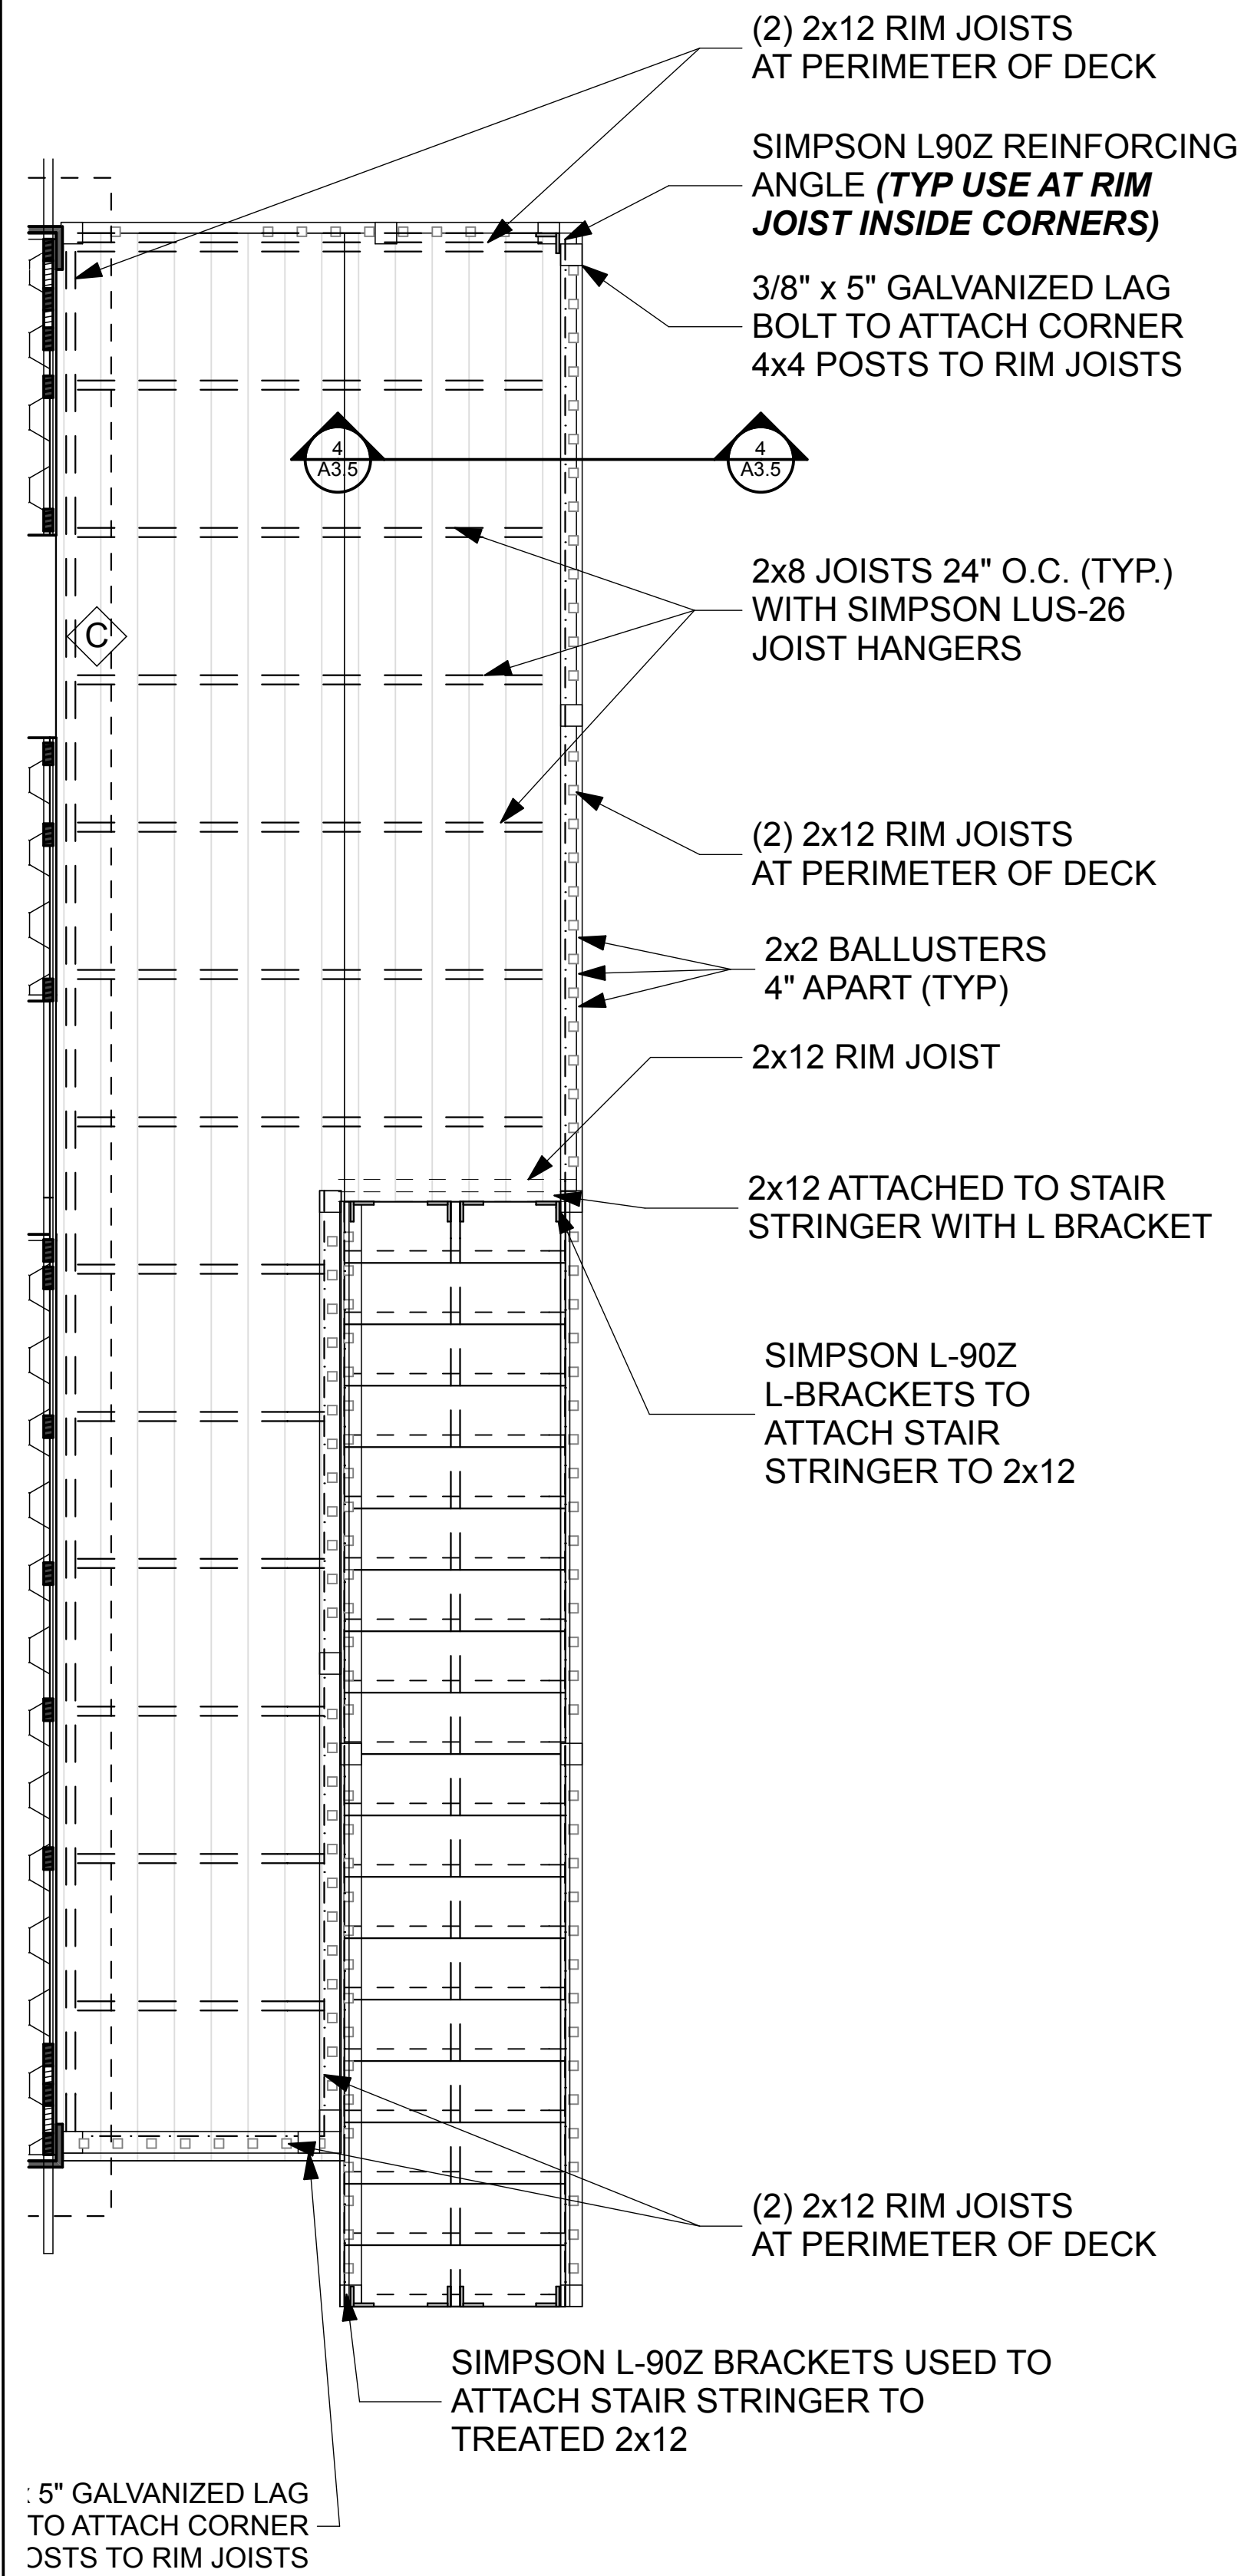 (2) 2x12 RIM JOISTS
AT PERIMETER OF DECK
SIMPSON L90Z REINFORCING
ANGLE (TYP USE AT RIM
JOIST INSIDE CORNERS)
3/8" x 5" GALVANIZED LAG
BOLT TO ATTACH CORNER
4x4 POSTS TO RIM JOISTS
4
A3.5
4
A3.5
2x8 JOISTS 24" O.C. (TYP.)
WITH SIMPSON LUS-26
JOIST HANGERS
C
(2) 2x12 RIM JOISTS
AT PERIMETER OF DECK
2x2 BALLUSTERS
4" APART (TYP)
2x12 RIM JOIST
2x12 ATTACHED TO STAIR
STRINGER WITH L BRACKET
SIMPSON L-90Z
L-BRACKETS TO
ATTACH STAIR
STRINGER TO 2x12
(2) 2x12 RIM JOISTS
AT PERIMETER OF DECK
SIMPSON L-90Z BRACKETS USED TO
ATTACH STAIR STRINGER TO
TREATED 2x12
5" GALVANIZED LAG
TO ATTACH CORNER
OSTS TO RIM JOISTS